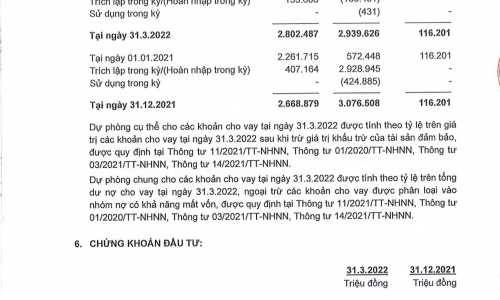 Trích lập trong kỳ/(Hoàn nhập trong kỳ)
Sử dụng trong kỳ - (431) -
Tại ngày 31.3.2022 2.802.487 2.939.626 116.201
Tại ngày 01.01.2021 2.261.715 572.448 116.201
Trích lập trong kỳ/(Hoàn nhập trong kỳ) 407.164 2.928.945 -
Sử dụng trong kỳ - (424.885) -
Tại ngày 31.12.2021 2.668.879 3.076.508 116.201
Dự phòng cụ thể cho các khoản cho vay tại ngày 31.3.2022 được tính theo tỷ lệ trên giá
trị các khoản cho vay tại ngày 31.3.2022 sau khi trừ giá trị khấu trừ của tài sản đảm bảo,
được quy định tại Thông tư 11/2021/TT-NHNN, Thông tư 01/2020/TT-NHNN, Thông tư
03/2021/TT-NHNN, Thông tư 14/2021/TT-NHNN.
Dự phòng chung cho các khoản cho vay tại ngày 31.3.2022 được tính theo tỷ lệ trên tổng
dư nợ cho vay tại ngày 31.3.2022, ngoại trừ các khoản cho vay được phân loại vào
nhóm nợ có khả năng mất vốn, được quy định tại Thông tư 11/2021/TT-NHNN, Thông tư
01/2020/TT-NHNN, Thông tư 03/2021/TT-NHNN, Thông tư 14/2021/TT-NHNN.
6. CHỨNG KHOÁN ĐẦU TƯ:
31.3.2022 31.12.2021
Triệu đồng Triệu đồng